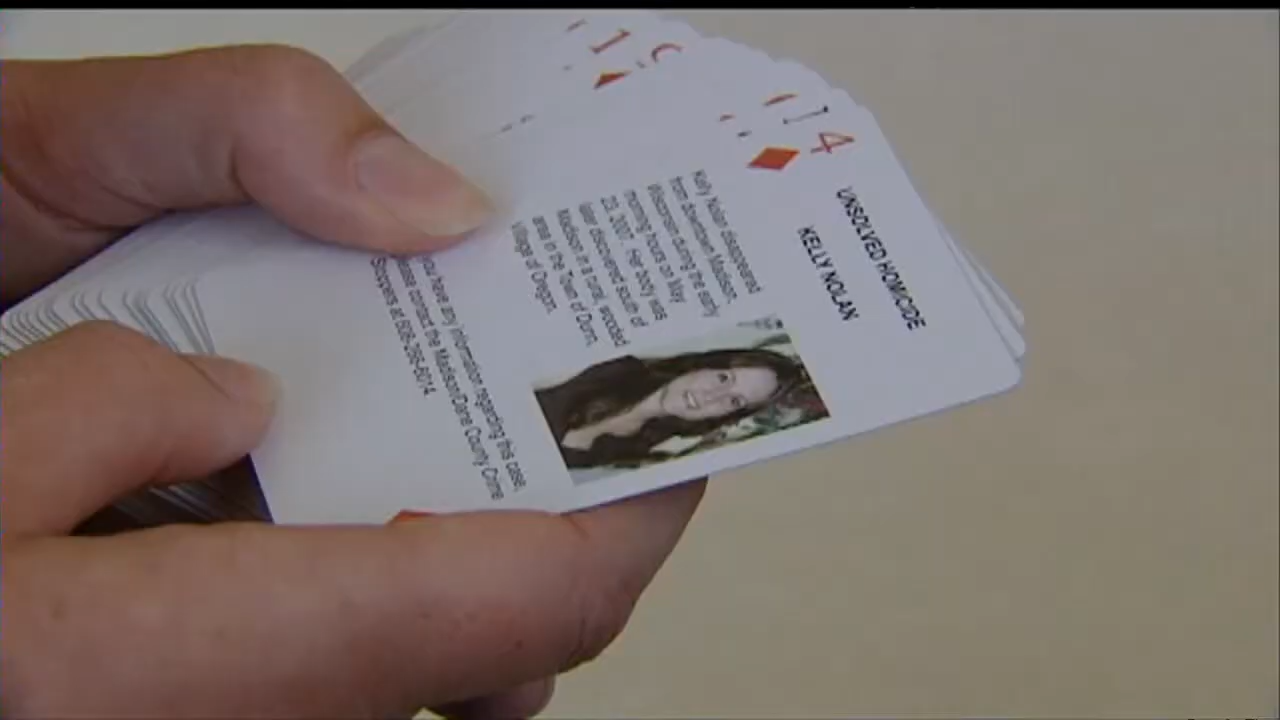 4
UNSOLVED HOMICIDE
KELLY NOLAN
Kelly Nolan disappeared
from downtown Madison,
Wisconsin during the early
morning hours on May
23, 2007. Her body was
later discovered south of
Madison in a rural, wooded
area in the Town of Dunn,
Village of Oregon.
you have any information regarding this case,
please contact the Madison/Dane County Crime
Stoppers at 608-266-6014.